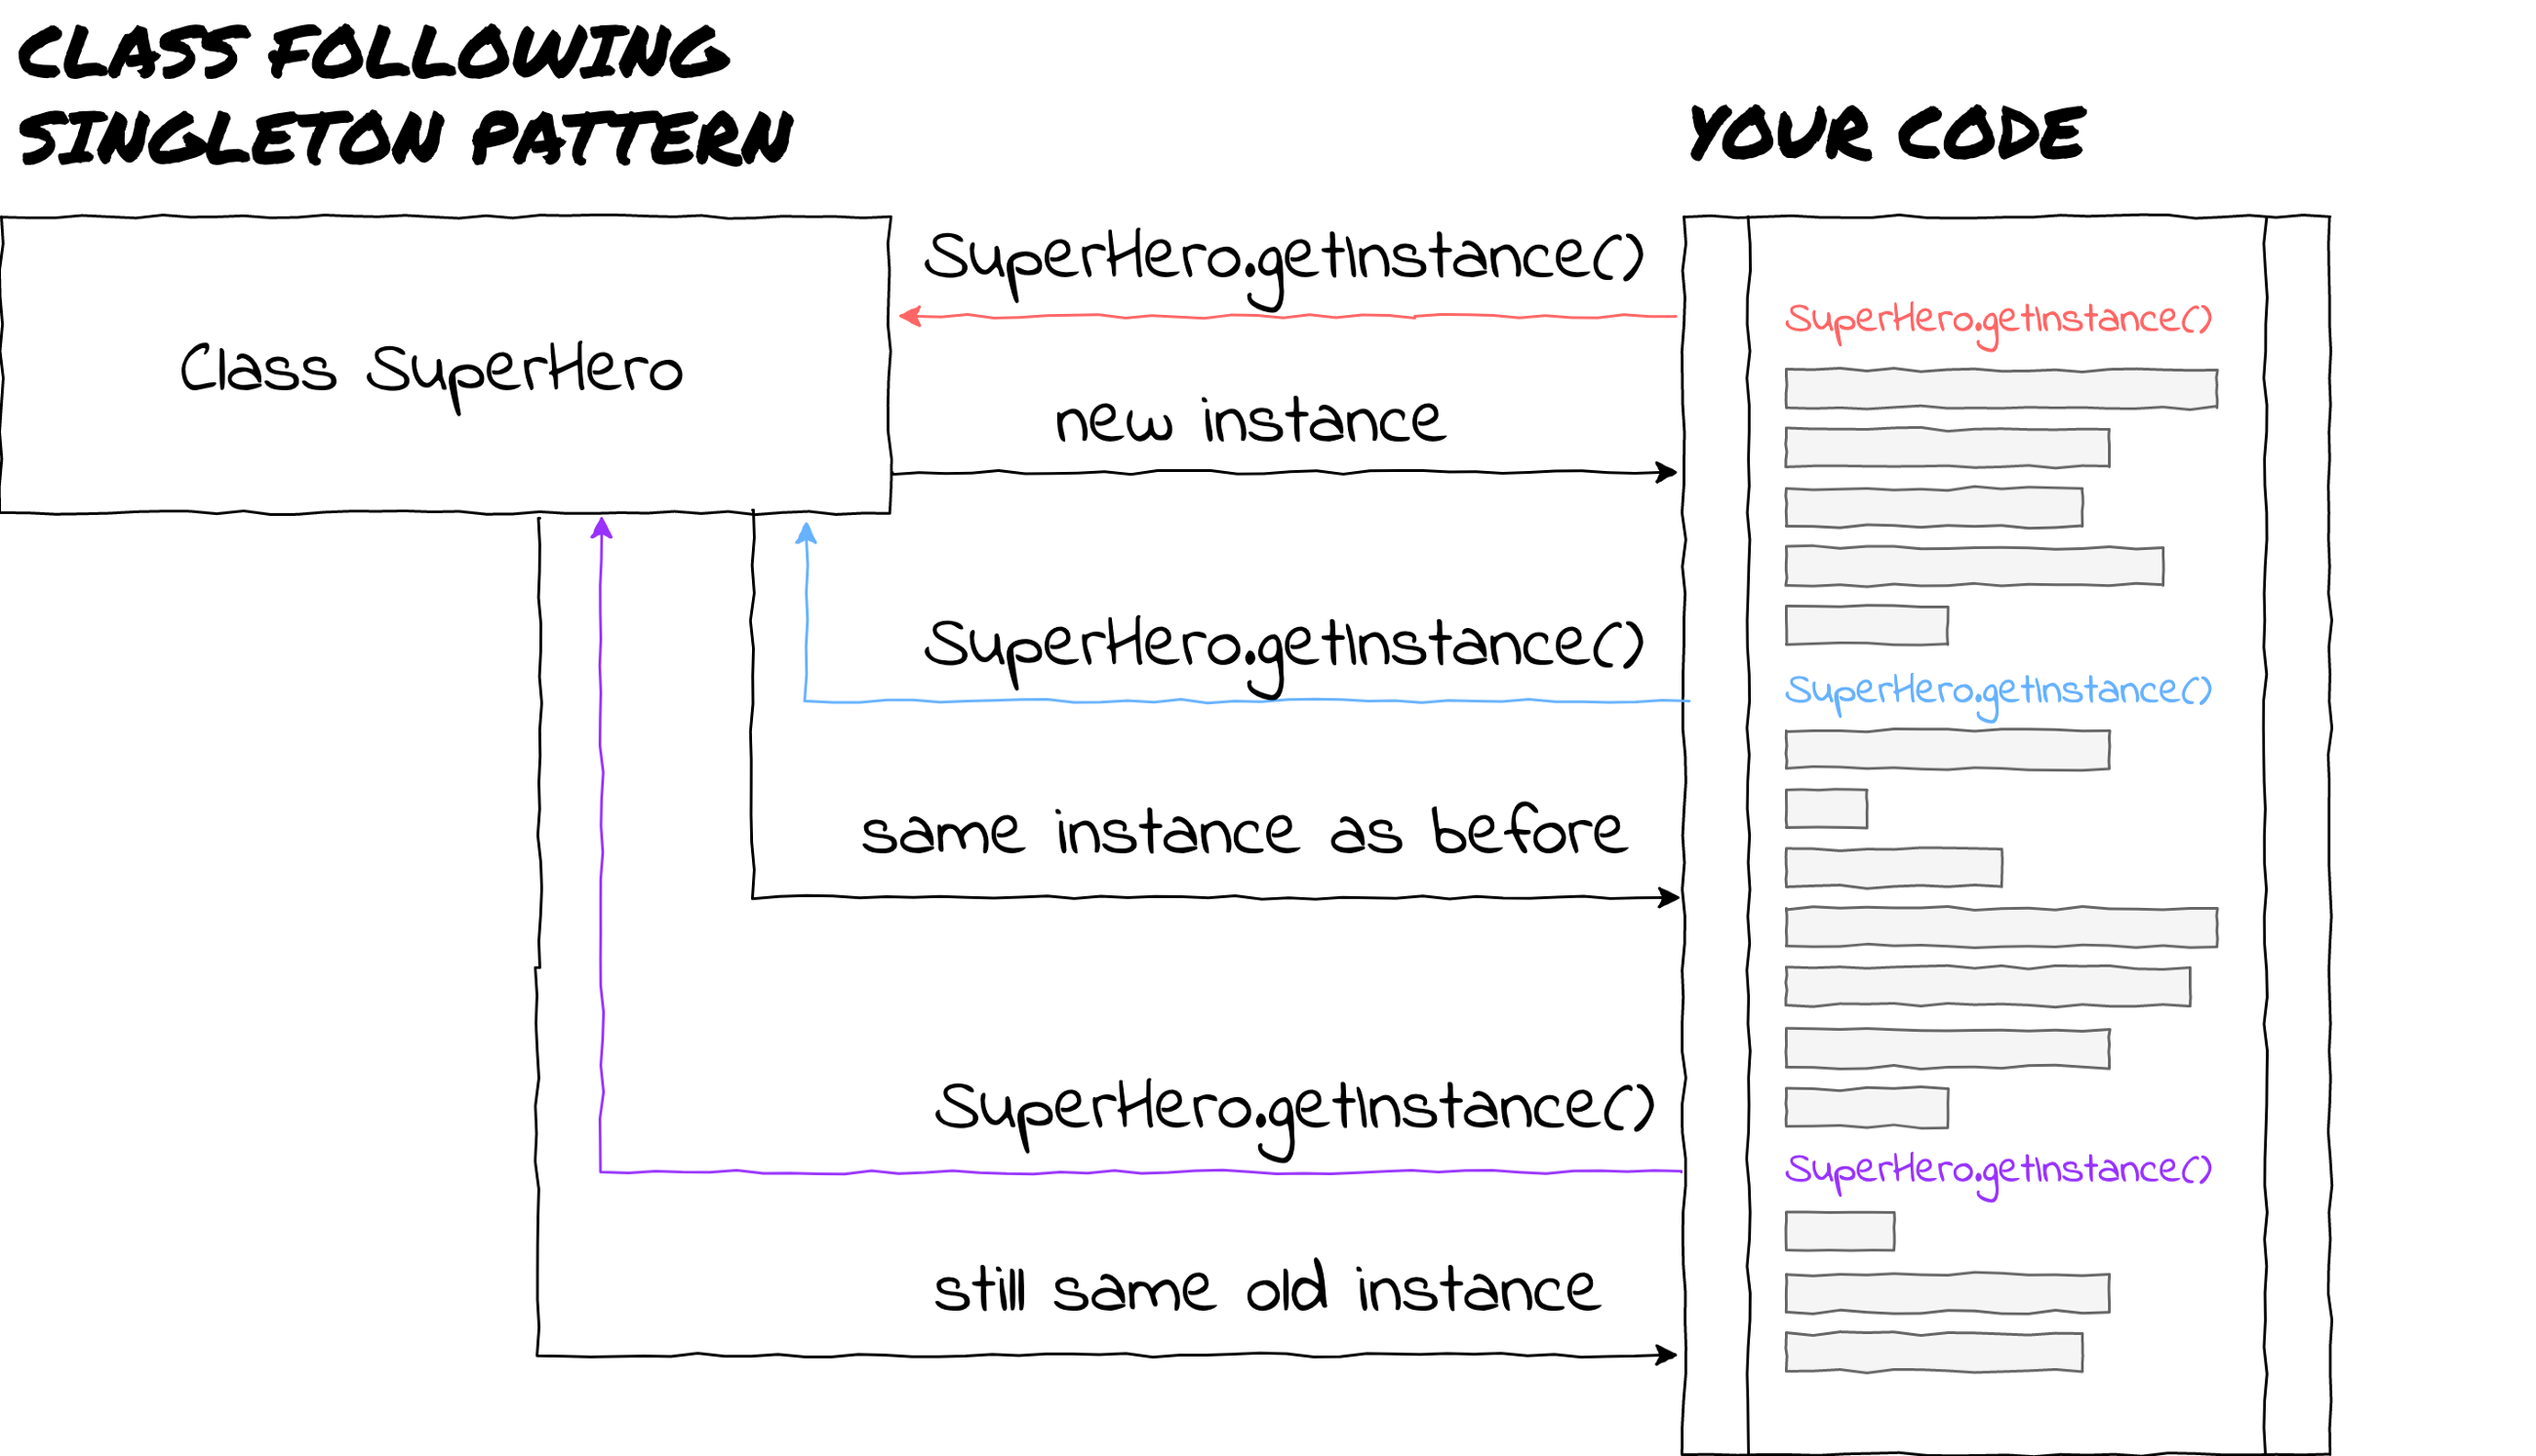 CLASS FOLLOWING
SINGLETON PATTERN
YOUR CODE
Class SuperHero
SuperHero.getInstance()
new instance
SuperHero.getInstance()
same instance as before
SuperHero.getInstance()
still same old instance
SuperHero.getInstance()
SuperHero.getInstance()
SuperHero.getInstance()